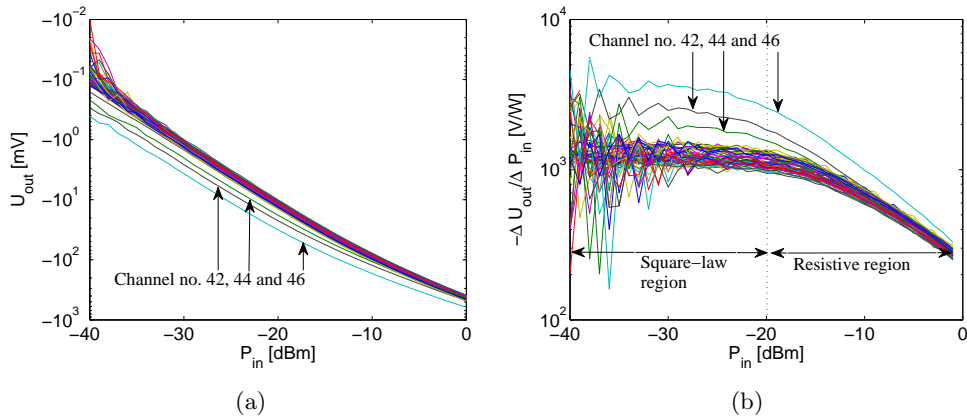 −10^−2
−10^−1
−10^0
−10^1
−10^2
−10^3
U_out [mV]
Channel no. 42, 44 and 46
−40
−30
−20
−10
0
P_in [dBm]
(a)
10^4
10^3
10^2
−Δ U_out/Δ P_in [V/W]
Channel no. 42, 44 and 46
Square−law
region
Resistive region
−40
−30
−20
−10
0
P_in [dBm]
(b)